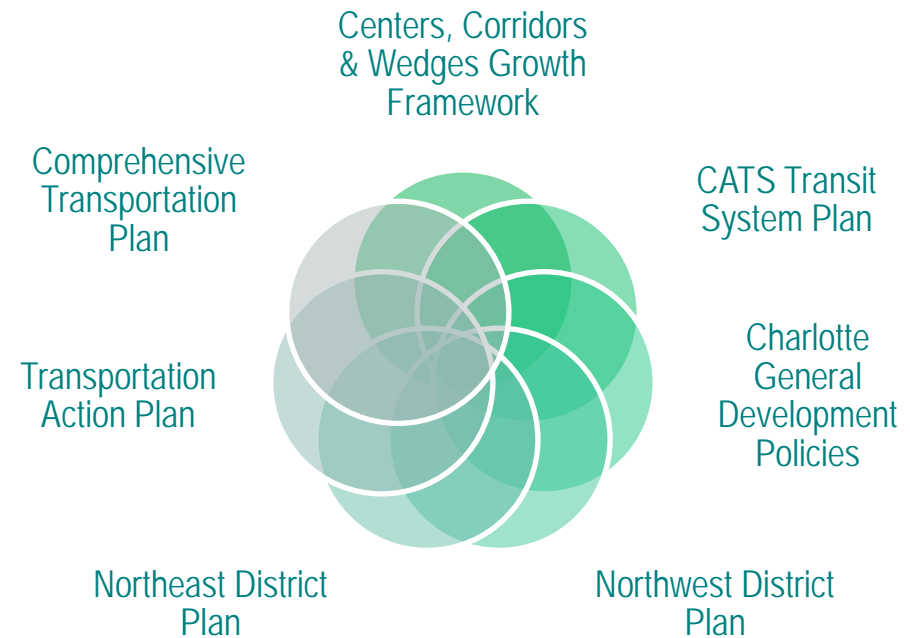 Centers, Corridors
& Wedges Growth
Framework
Comprehensive
Transportation
Plan
CATS Transit
System Plan
Transportation
Action Plan
Charlotte
General
Development
Policies
Northeast District
Plan
Northwest District
Plan